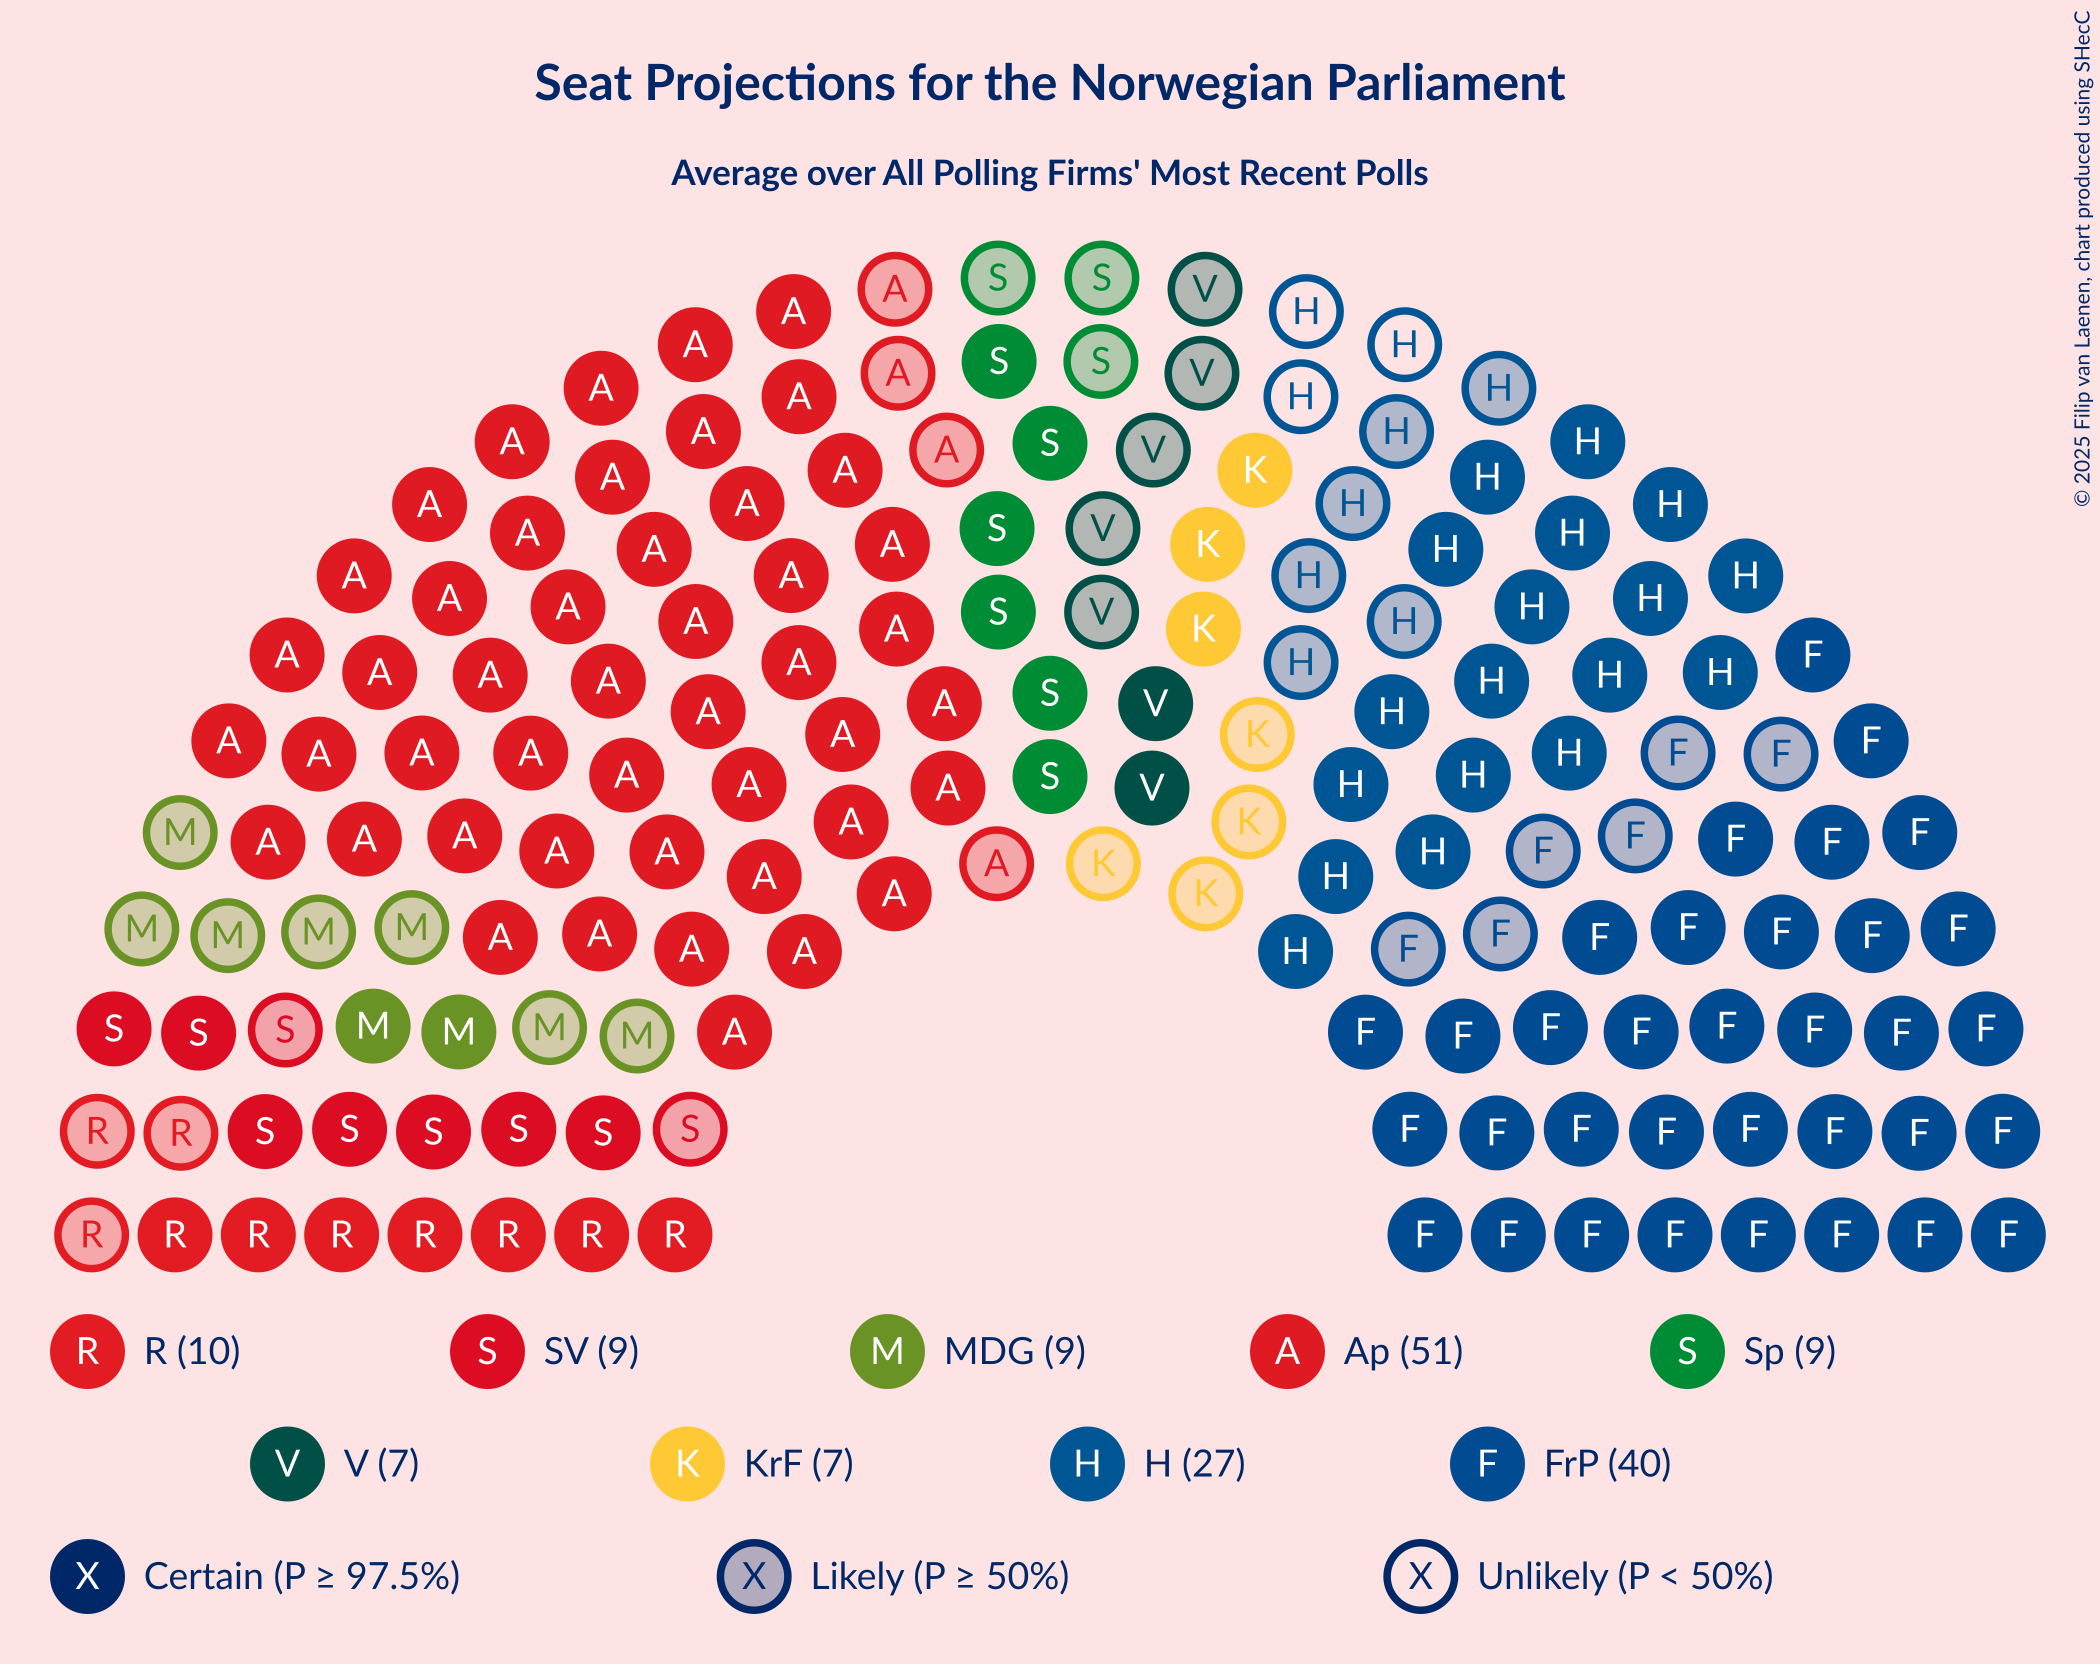 Seat Projections for the Norwegian Parliament
Average over All Polling Firms' Most Recent Polls
© 2025 Filip van Laenen, chart produced using SHecC
A S S V
A H
A H
A S S V H
A H
A H
A A S V H H
A K H
A A H H
A A S V H H
A A K H
A A A H H H
A A S V H H
A A K H F
A A A H H
A A S V H H
A A A K F F
A A A H H F
A A S V H F F
A A A K H F
M A A A A K H F F F
A A K A H
M M M M A A A A H F F F F F F F
S S S M M M M A F F F F F F F F
R R S S S S S S F F F F F F F F
R R R R R R R R F F F F F F F F
R R (10) S SV (9) M MDG (9) A Ap (51) S Sp (9)
V V (7) K KrF (7) H H (27) F FrP (40)
X Certain (P ≥ 97.5%) X Likely (P ≥ 50%) X Unlikely (P < 50%)